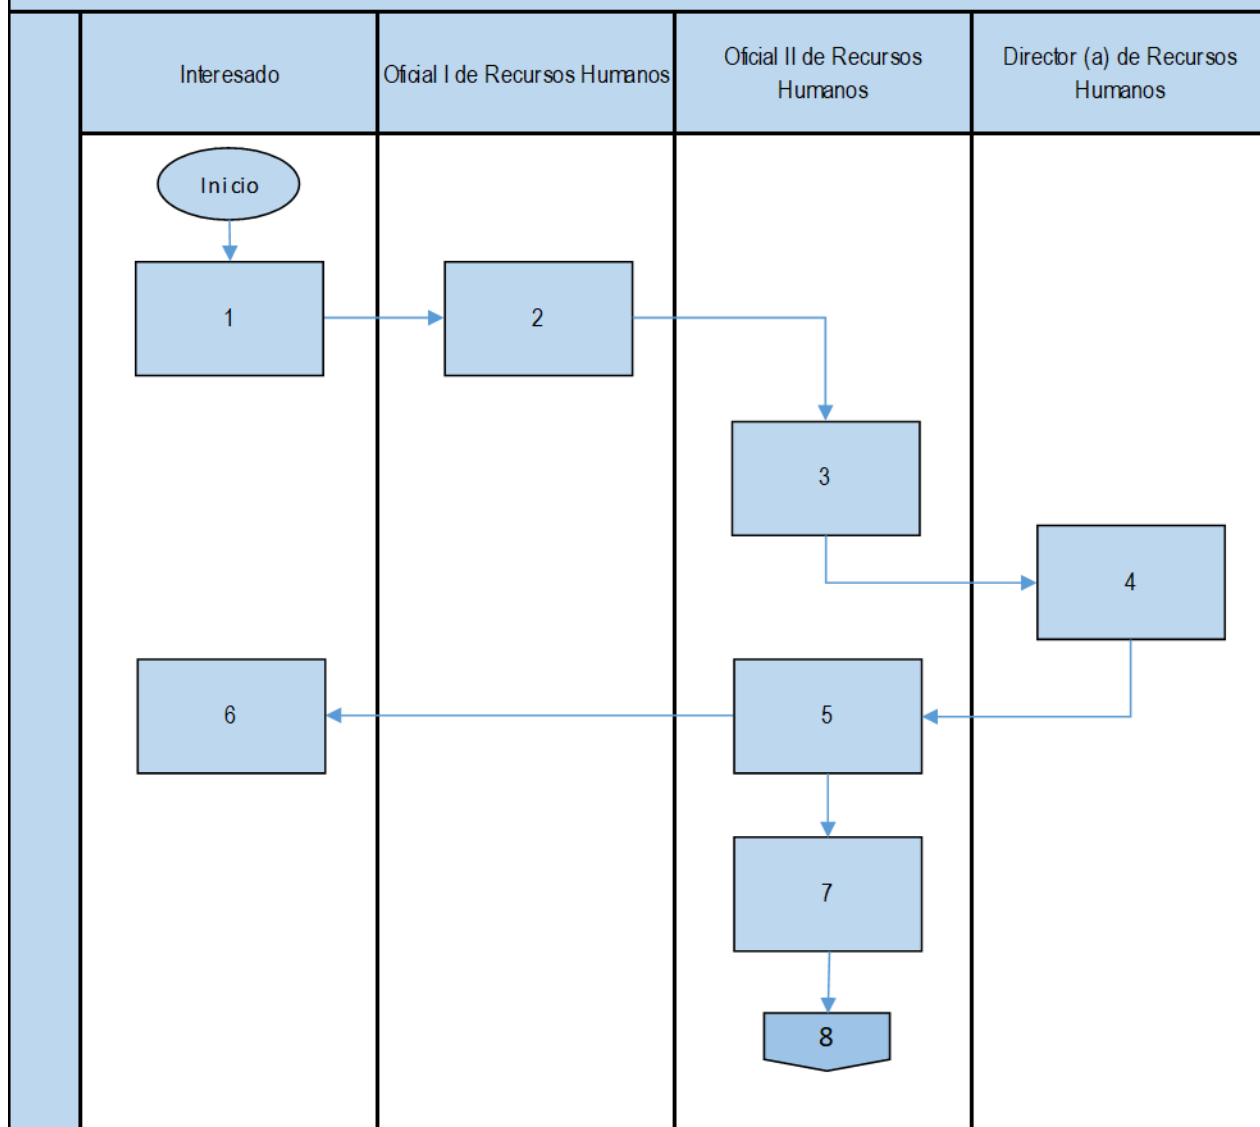 Interesado
Oficial I de Recursos Humanos
Oficial II de Recursos
Humanos
Director (a) de Recursos
Humanos
Inicio
1
2
3
4
6
5
7
8